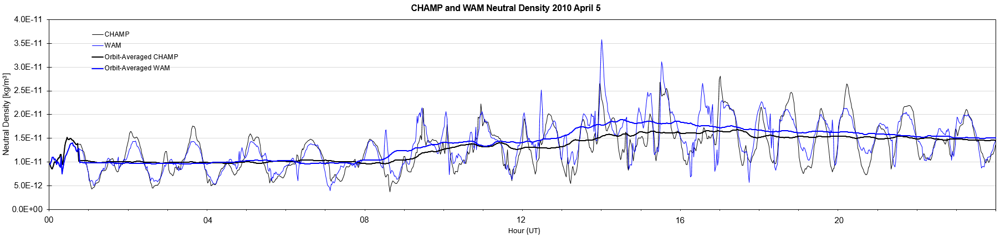 CHAMP and WAM Neutral Density 2010 April 5
4.0E-11
3.5E-11
3.0E-11
2.5E-11
2.0E-11
1.5E-11
1.0E-11
5.0E-12
0.0E+00
Neutral Density [kg/m³]
CHAMP
WAM
Orbit-Averaged CHAMP
Orbit-Averaged WAM
00 04 08 12 16 20
Hour (UT)